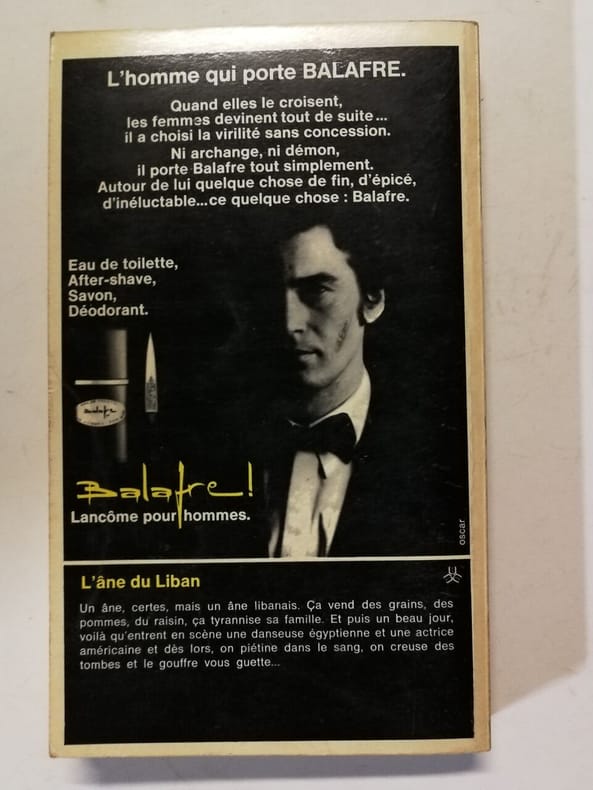 L'homme qui porte BALAFRE.
Quand elles le croisent,
les femmes devinent tout de suite...
il a choisi la virilité sans concession.
Ni archange, ni démon,
il porte Balafre tout simplement.
Autour de lui quelque chose de fin, d'épicé,
d'inéluctable...ce quelque chose : Balafre.
Eau de toilette,
After-shave,
Savon,
Déodorant.
Balafre
Balafre!
Lancôme pour hommes.
oscar
L'âne du Liban
Un âne, certes, mais un âne libanais. Ça vend des grains, des
pommes, du raisin, ça tyrannise sa famille. Et puis un beau jour,
voilà qu'entrent en scène une danseuse égyptienne et une actrice
américaine et dès lors, on piétine dans le sang, on creuse des
tombes et le gouffre vous guette...